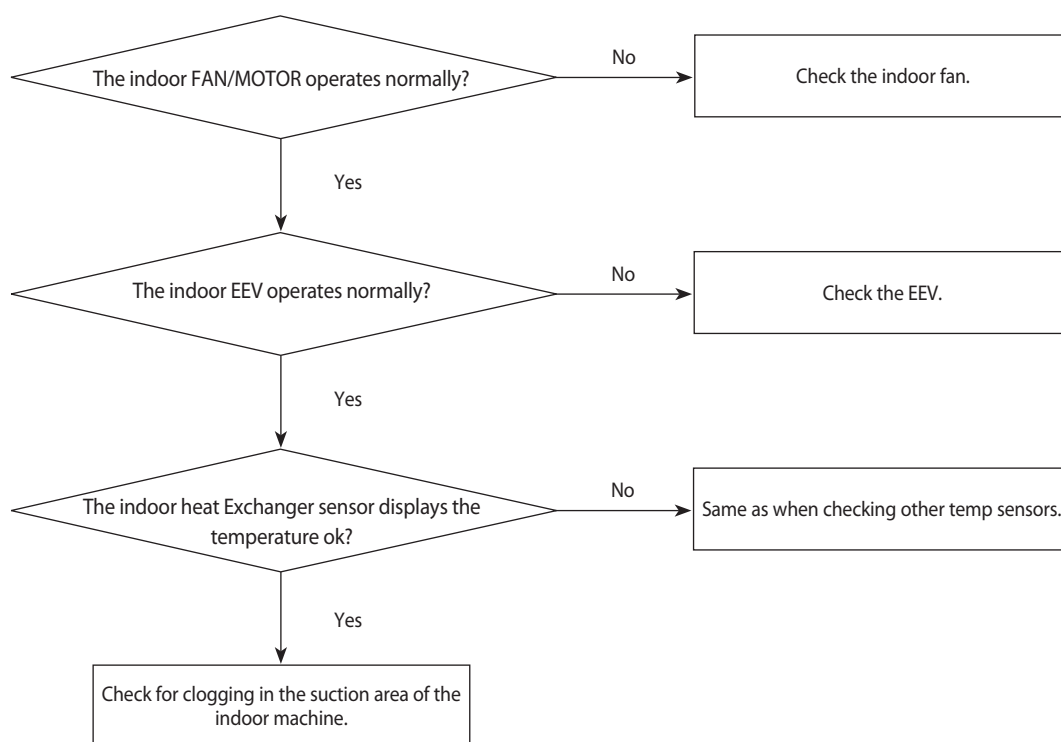 The indoor FAN/MOTOR operates normally?
No
Check the indoor fan.
Yes
The indoor EEV operates normally?
No
Check the EEV.
Yes
The indoor heat Exchanger sensor displays the
temperature ok?
No
Same as when checking other temp sensors.
Yes
Check for clogging in the suction area of the
indoor machine.